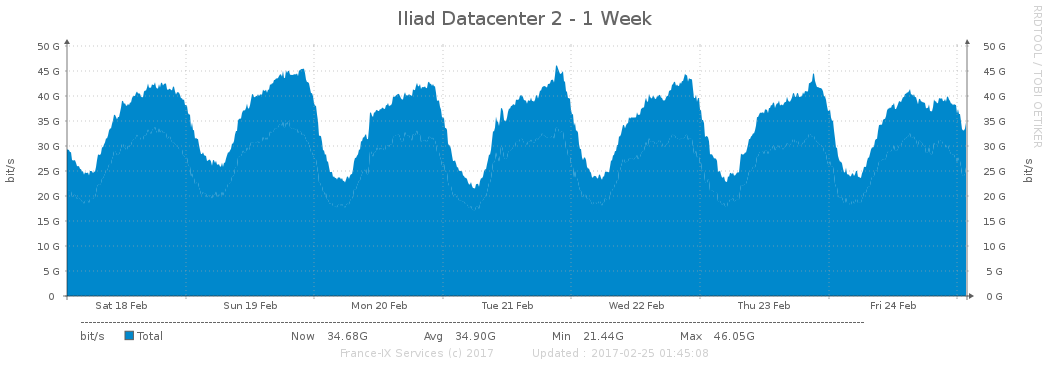 Iliad Datacenter 2 - 1 Week
RRDTOOL / TOBI OETIKER
bit/s
50 G
45 G
40 G
35 G
30 G
25 G
20 G
15 G
10 G
5 G
0
50 G
45 G
40 G
35 G
30 G
25 G
20 G
15 G
10 G
5 G
0 G
bit/s
Sat 18 Feb Sun 19 Feb Mon 20 Feb Tue 21 Feb Wed 22 Feb Thu 23 Feb Fri 24 Feb
bit/s Total Now 34.68G Avg 34.90G Min 21.44G Max 46.05G
France-IX Services (c) 2017 Updated : 2017-02-25 01:45:08